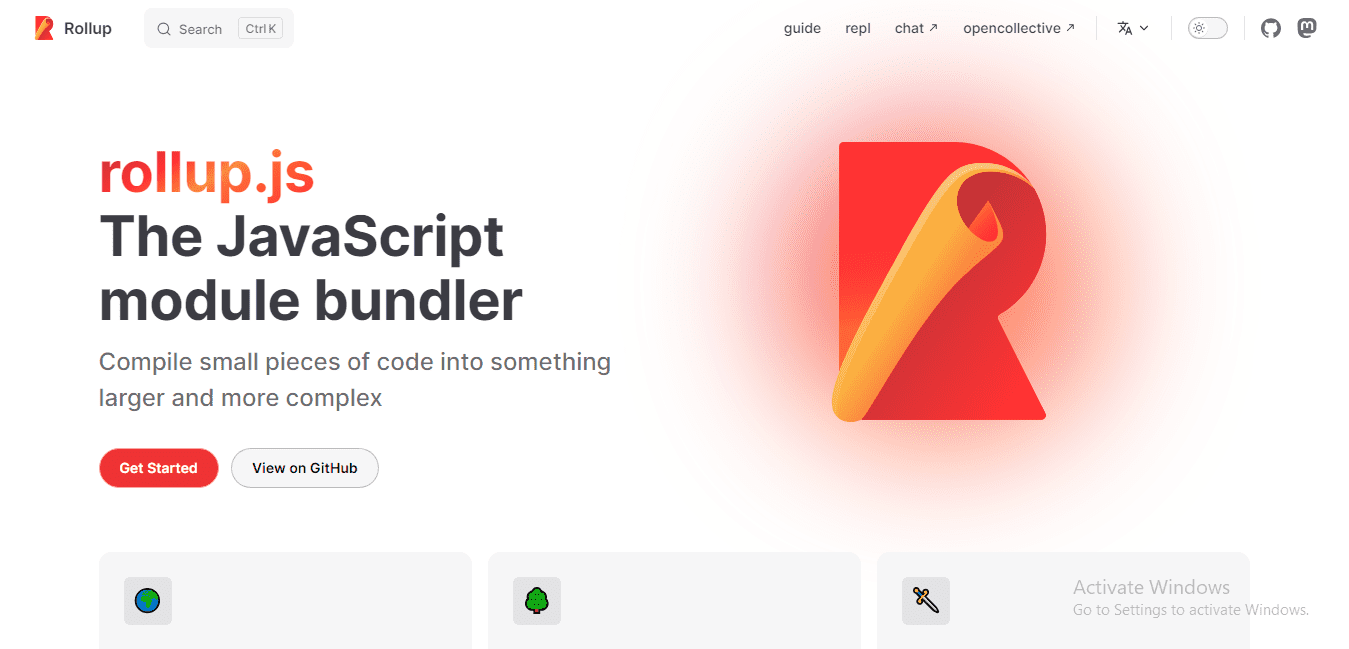 Rollup
Search
Ctrl K
guide
repl
chat
opencollective
rollup.js
The JavaScript
module bundler
Compile small pieces of code into something
larger and more complex
Get Started
View on GitHub
Activate Windows
Go to Settings to activate Windows.